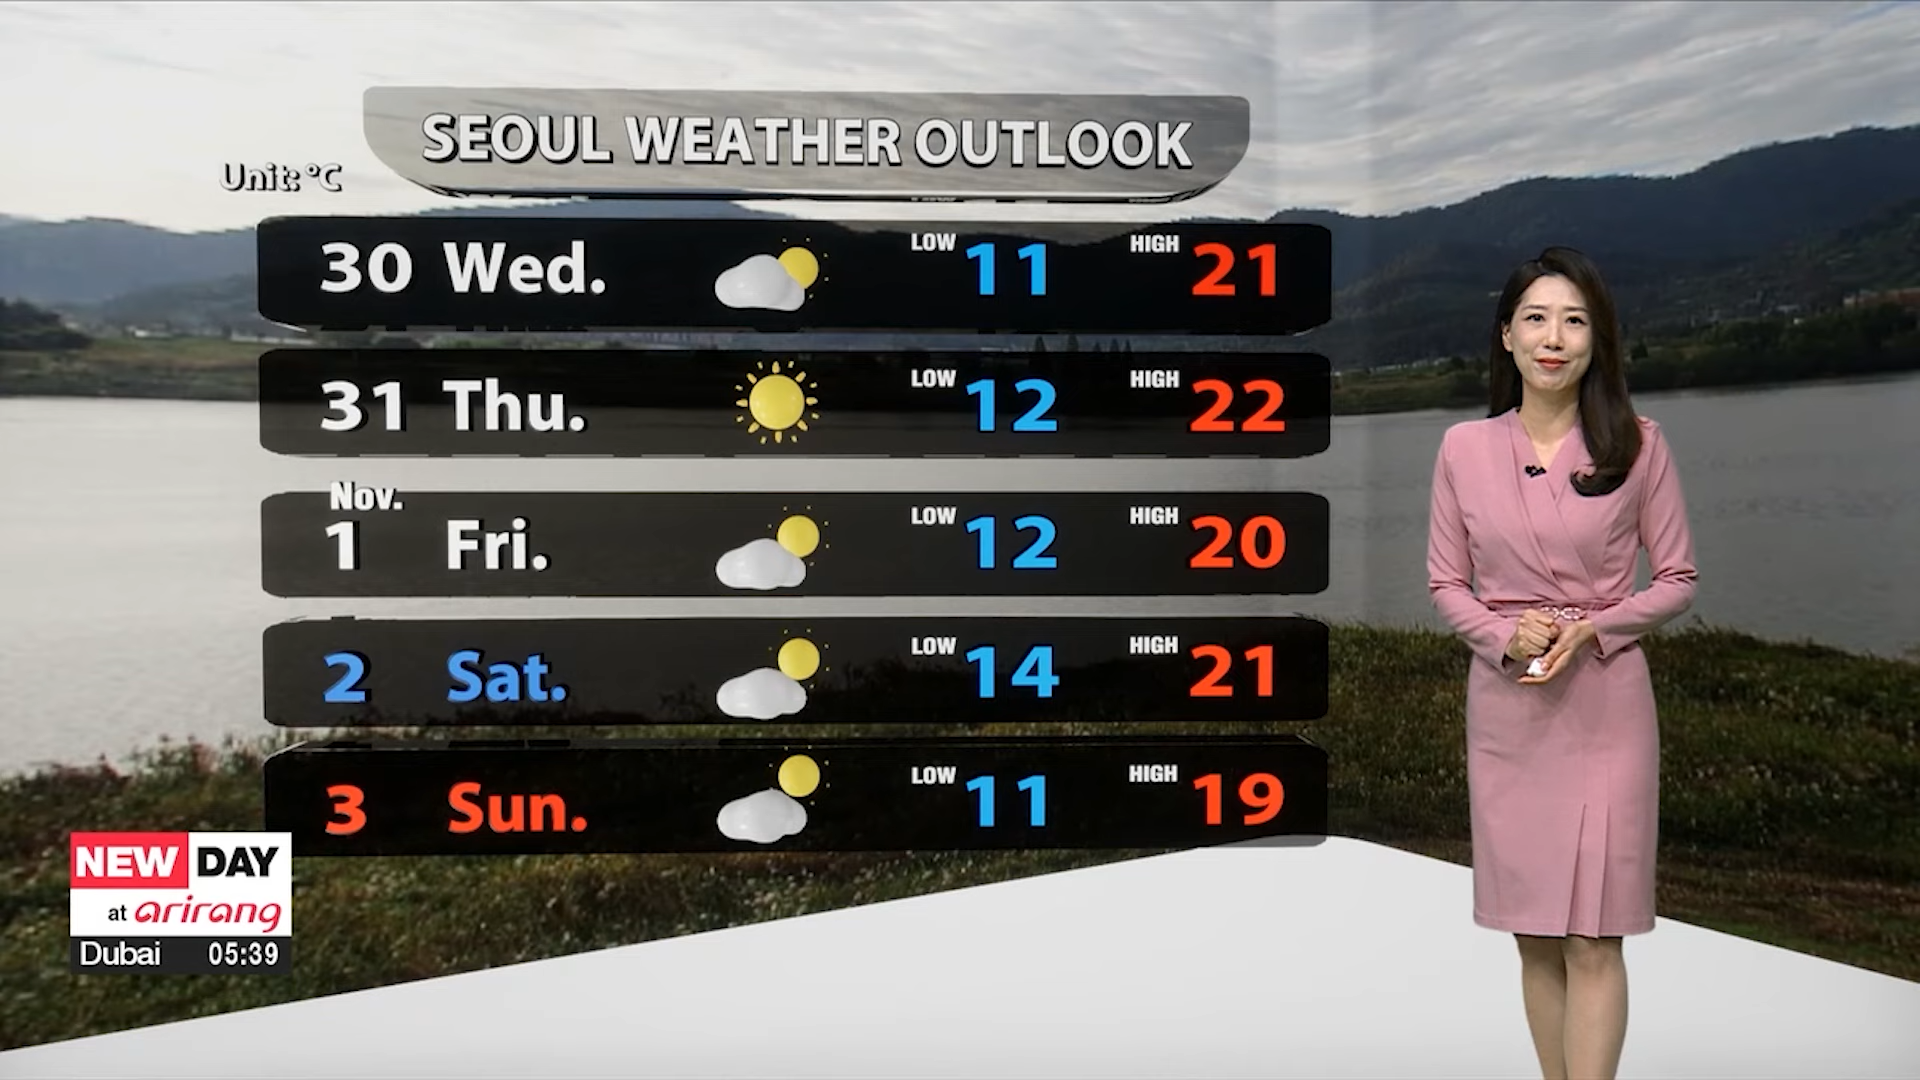 SEOUL WEATHER OUTLOOK
Unit: °C
30 Wed. LOW 11 HIGH 21
31 Thu. LOW 12 HIGH 22
Nov.
1 Fri. LOW 12 HIGH 20
2 Sat. LOW 14 HIGH 21
3 Sun. LOW 11 HIGH 19
NEW DAY
at arirang
Dubai 05:39